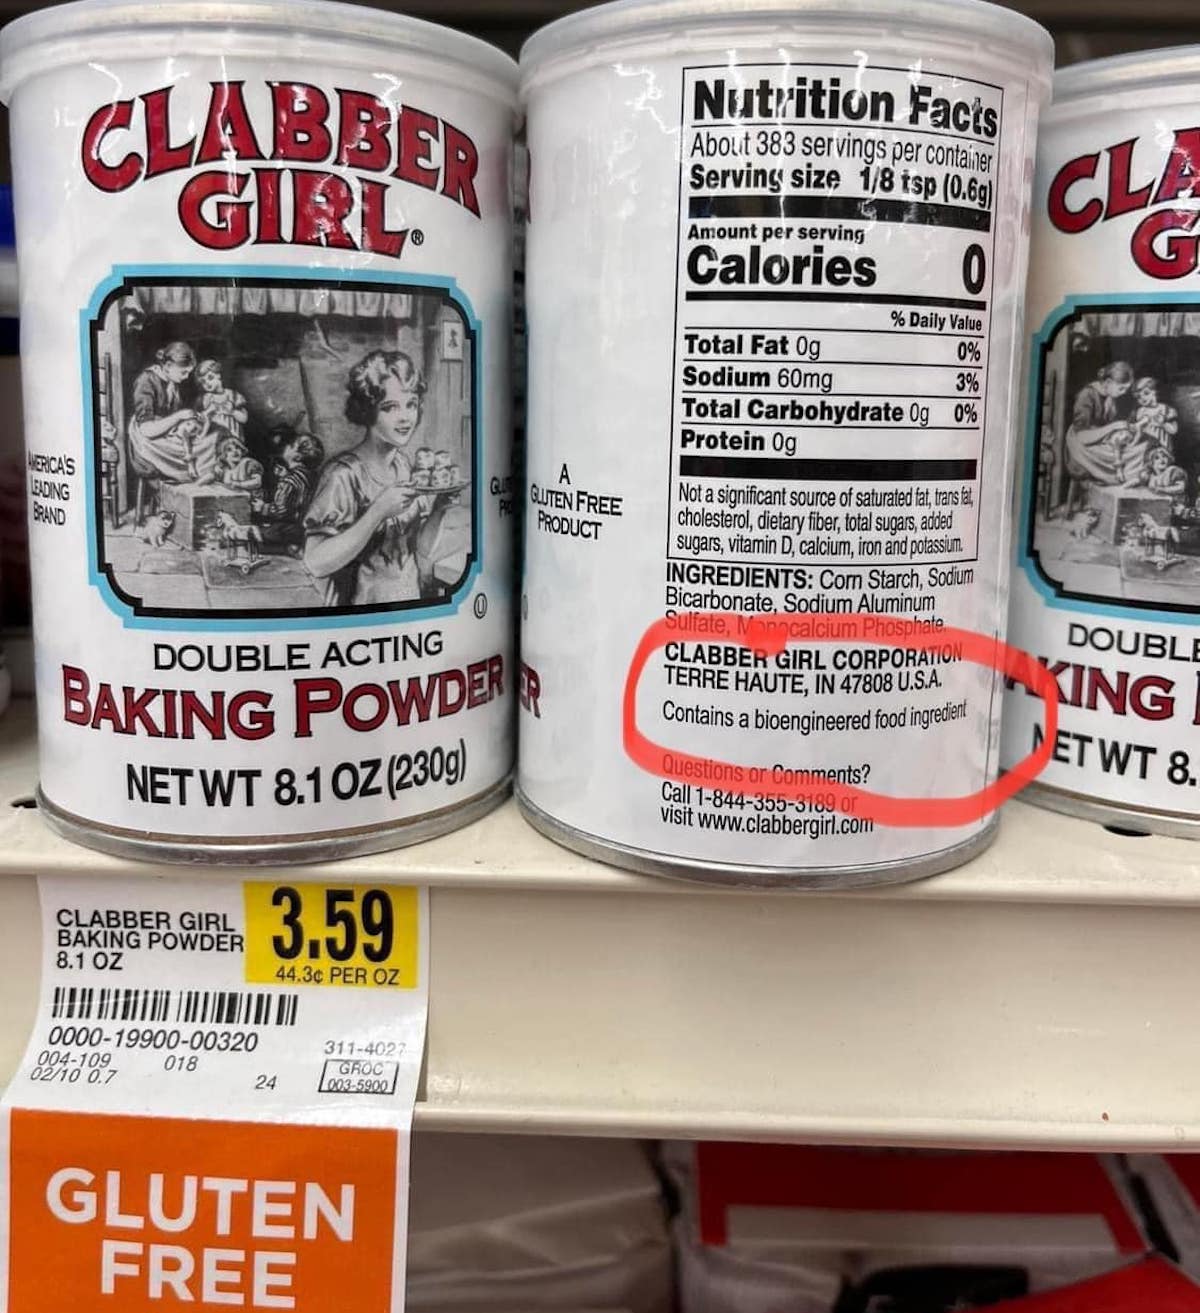 CLABBER
GIRL®
AMERICA'S
LEADING
BRAND
U
DOUBLE ACTING
BAKING POWDER
NET WT 8.1 OZ (230g)
ER
A
GLUTEN FREE
PRODUCT
Nutrition Facts
About 383 servings per container
Serving size 1/8 tsp (0.6g)
Amount per serving
Calories 0
% Daily Value
Total Fat 0g 0%
Sodium 60mg 3%
Total Carbohydrate 0g 0%
Protein 0g
Not a significant source of saturated fat, trans fat,
cholesterol, dietary fiber, total sugars, added
sugars, vitamin D, calcium, iron and potassium.
INGREDIENTS: Corn Starch, Sodium
Bicarbonate, Sodium Aluminum
Sulfate, Monocalcium Phosphate.
CLABBER GIRL CORPORATION
TERRE HAUTE, IN 47808 U.S.A.
Contains a bioengineered food ingredient
Questions or Comments?
Call 1-844-355-3189 or
visit www.clabbergirl.com
CLA
G
DOUBLE
AKING
NET WT 8.
CLABBER GIRL
BAKING POWDER
8.1 OZ
3.59
44.3¢ PER OZ
0000-19900-00320
004-109 018
02/10 0.7
24
311-4027
GROC
003-5900
GLUTEN
FREE